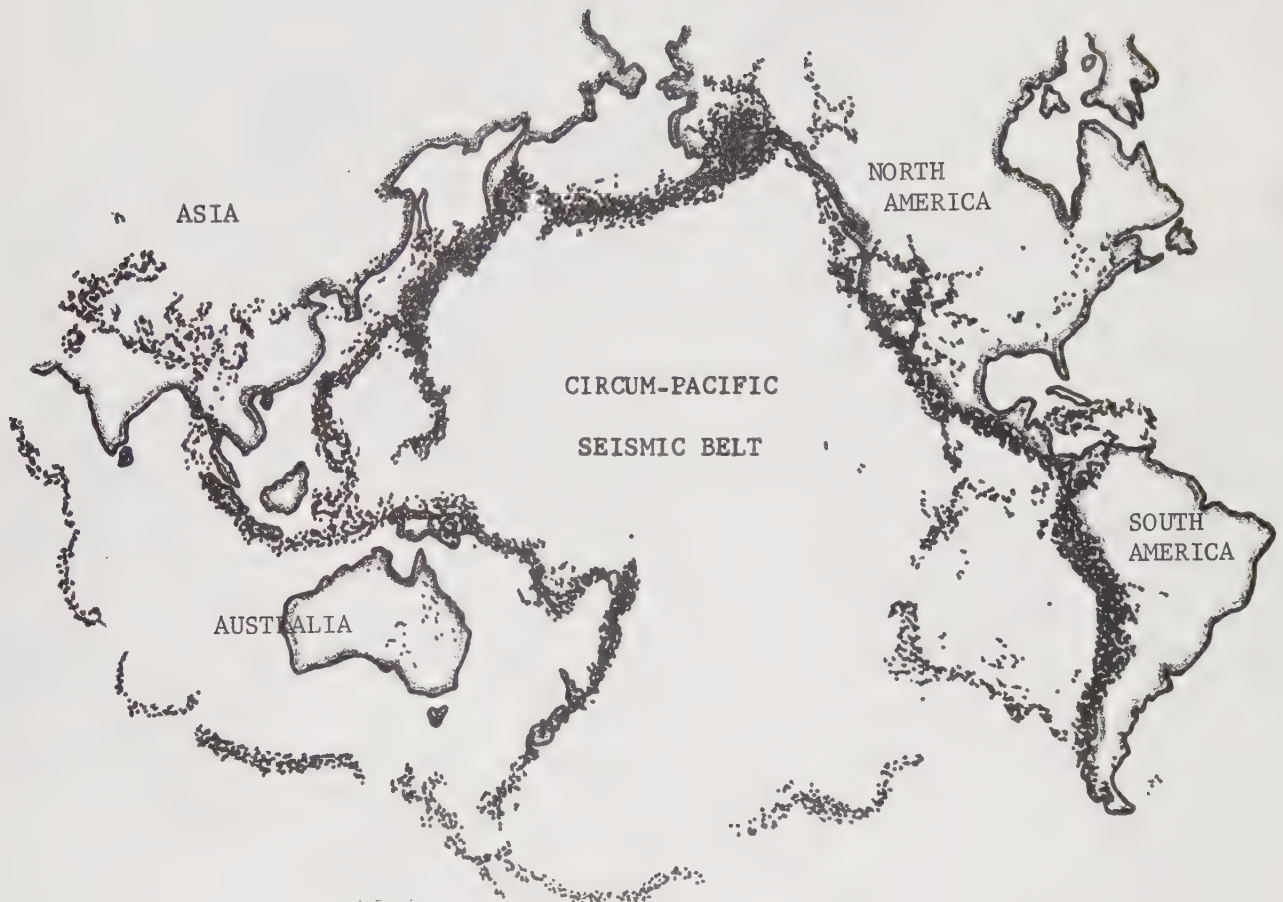 ASIA
NORTH
AMERICA
CIRCUM-PACIFIC
SEISMIC BELT
SOUTH
AMERICA
AUSTRALIA